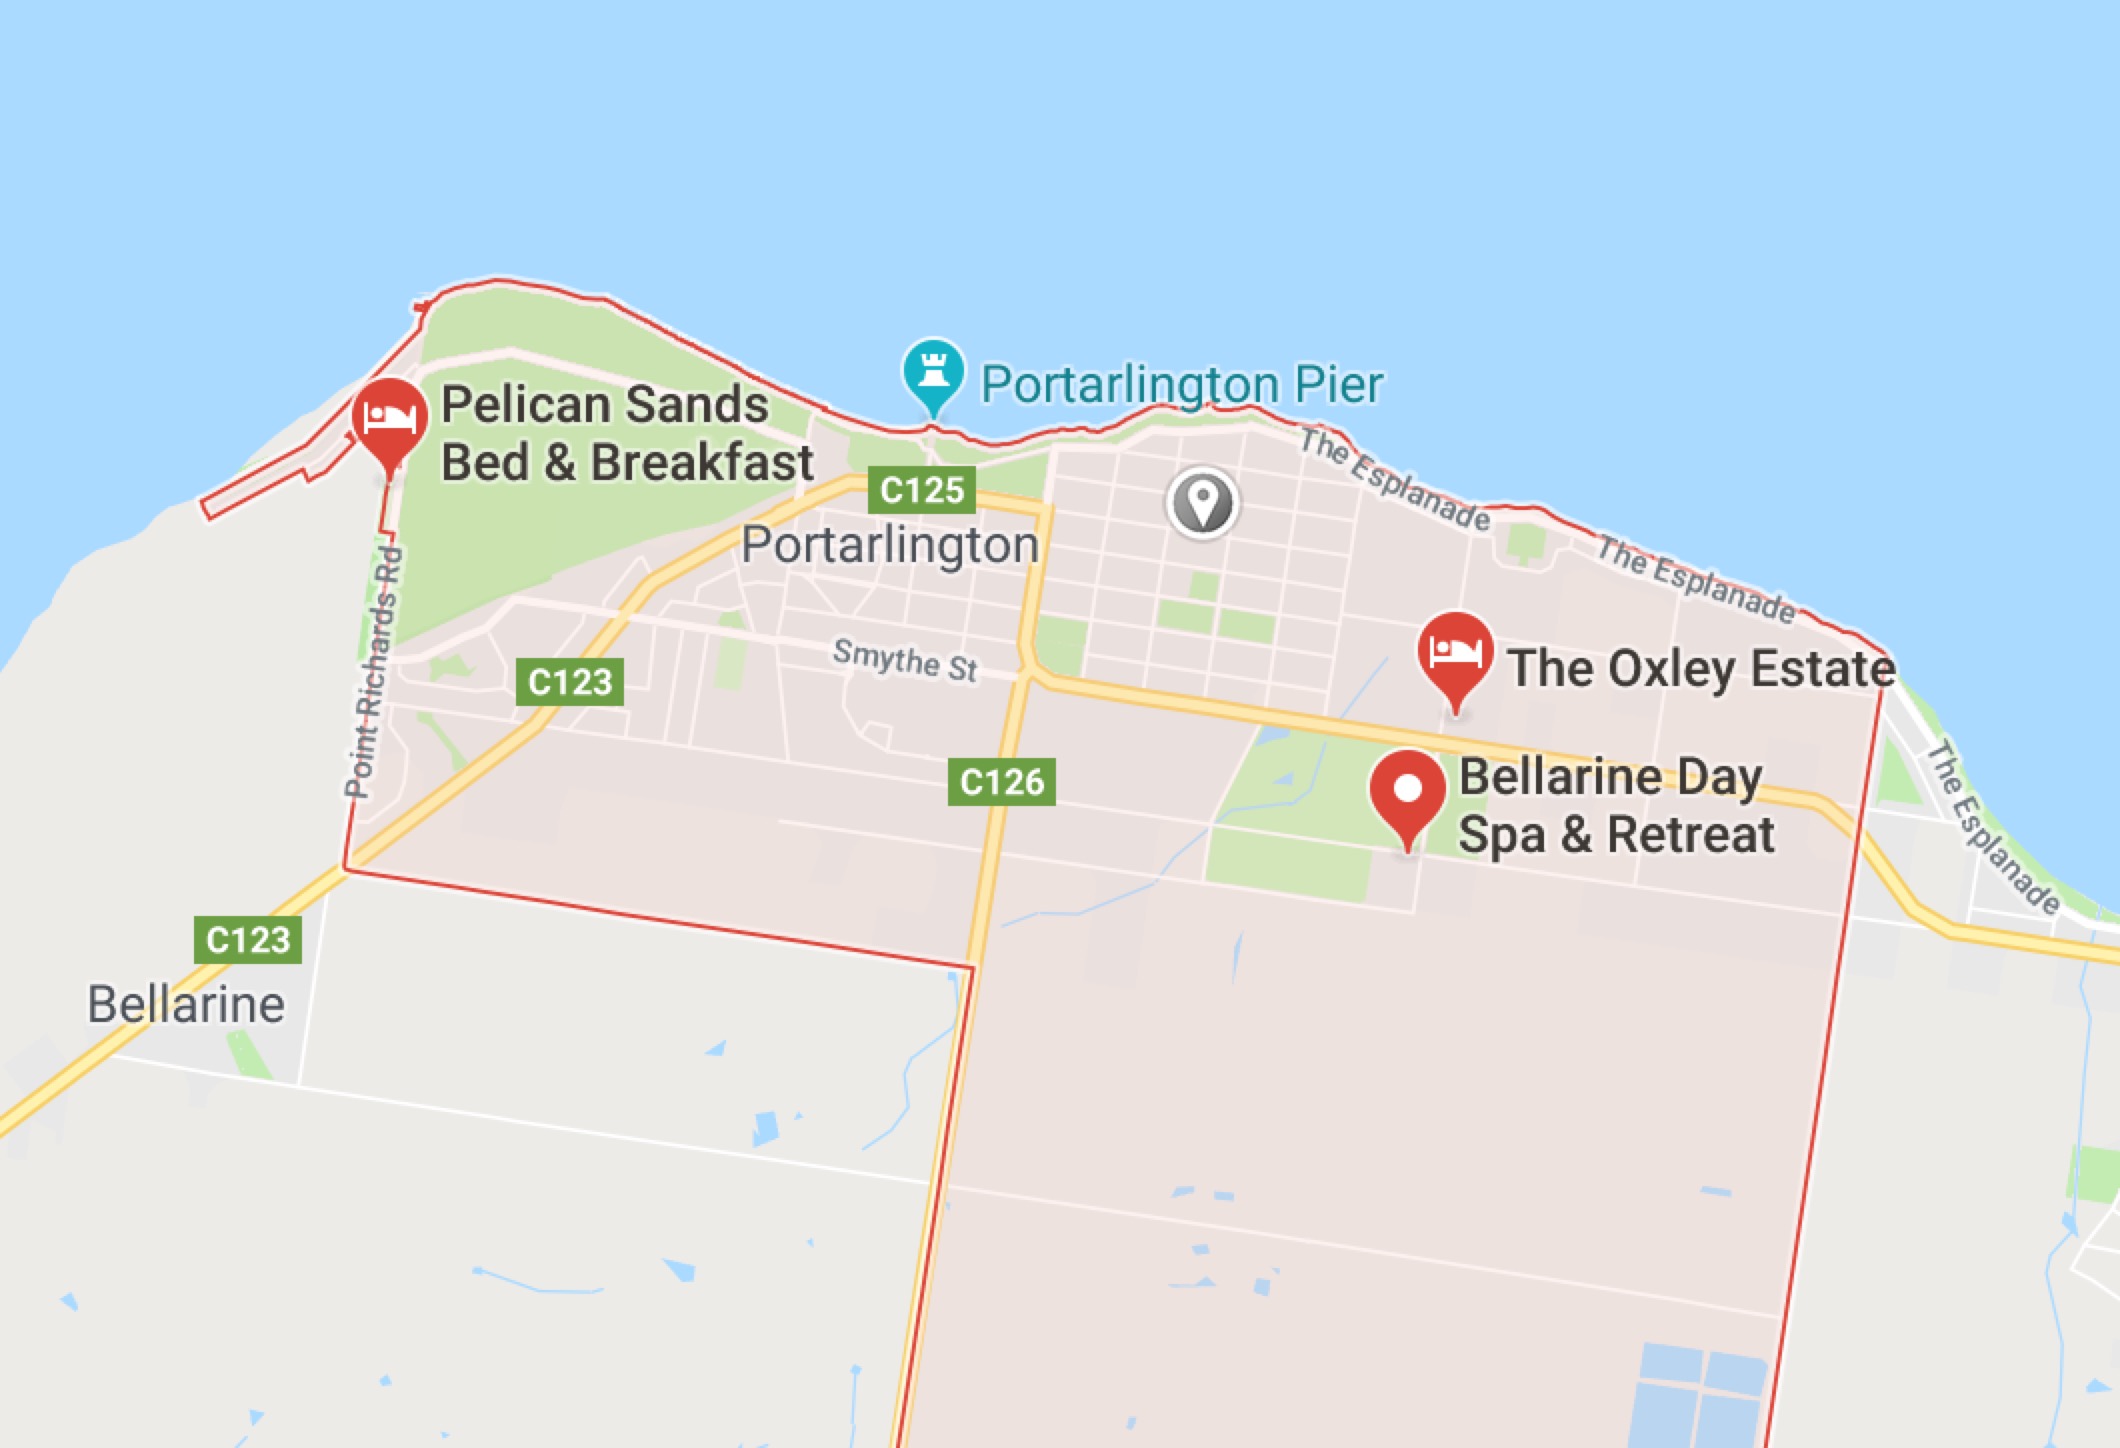 Pelican Sands
Bed & Breakfast
Portarlington Pier
The Esplanade
C125
Portarlington
The Esplanade
Point Richards Rd
Smythe St
C123
The Oxley Estate
C126
Bellarine Day
Spa & Retreat
The Esplanade
C123
Bellarine